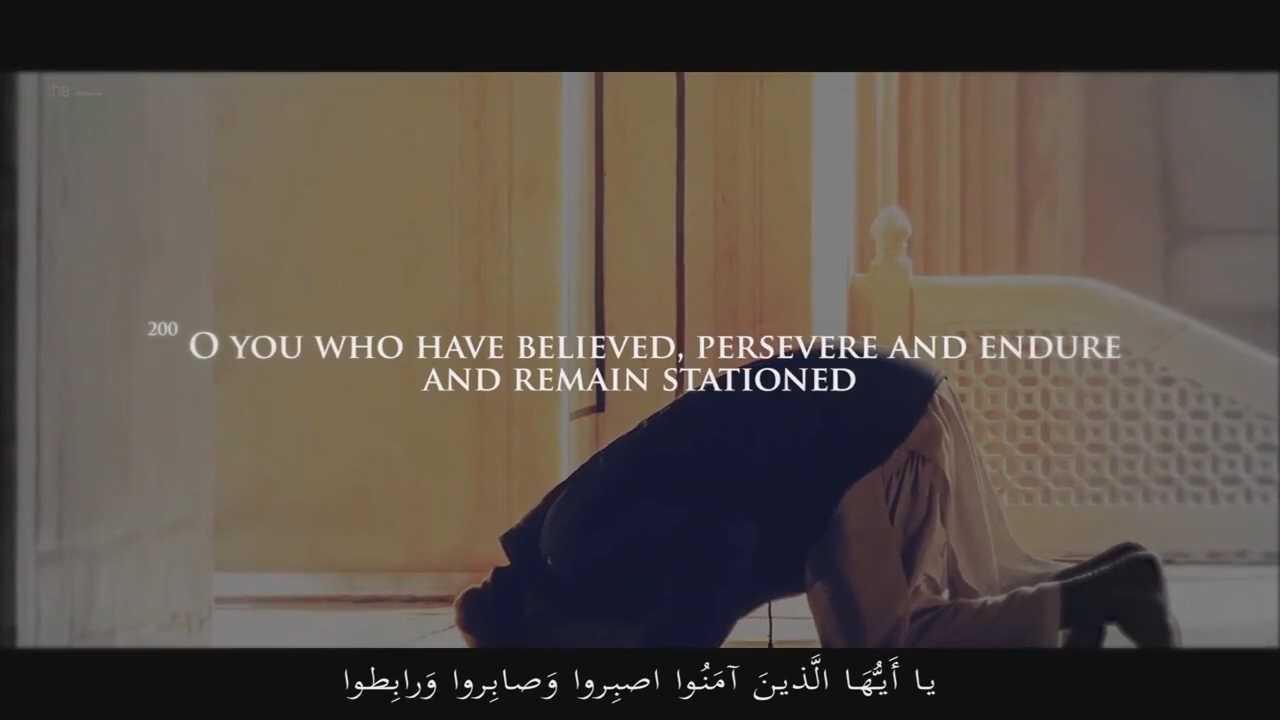 the
200 O YOU WHO HAVE BELIEVED, PERSEVERE AND ENDURE
AND REMAIN STATIONED
يا أَيُّهَا الَّذينَ آمَنُوا اصبِروا وَصابِروا وَرابِطوا